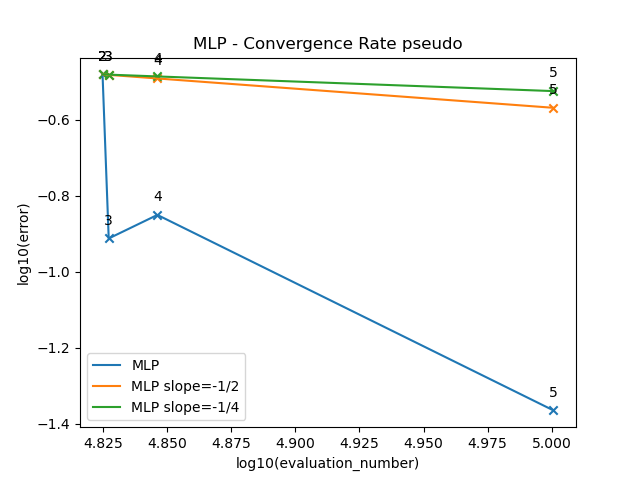 MLP - Convergence Rate pseudo
2 3 4 5
5
4
3
4
5
log10(error)
−0.6
−0.8
−1.0
−1.2
−1.4
MLP
MLP slope=-1/2
MLP slope=-1/4
4.825 4.850 4.875 4.900 4.925 4.950 4.975 5.000
log10(evaluation_number)